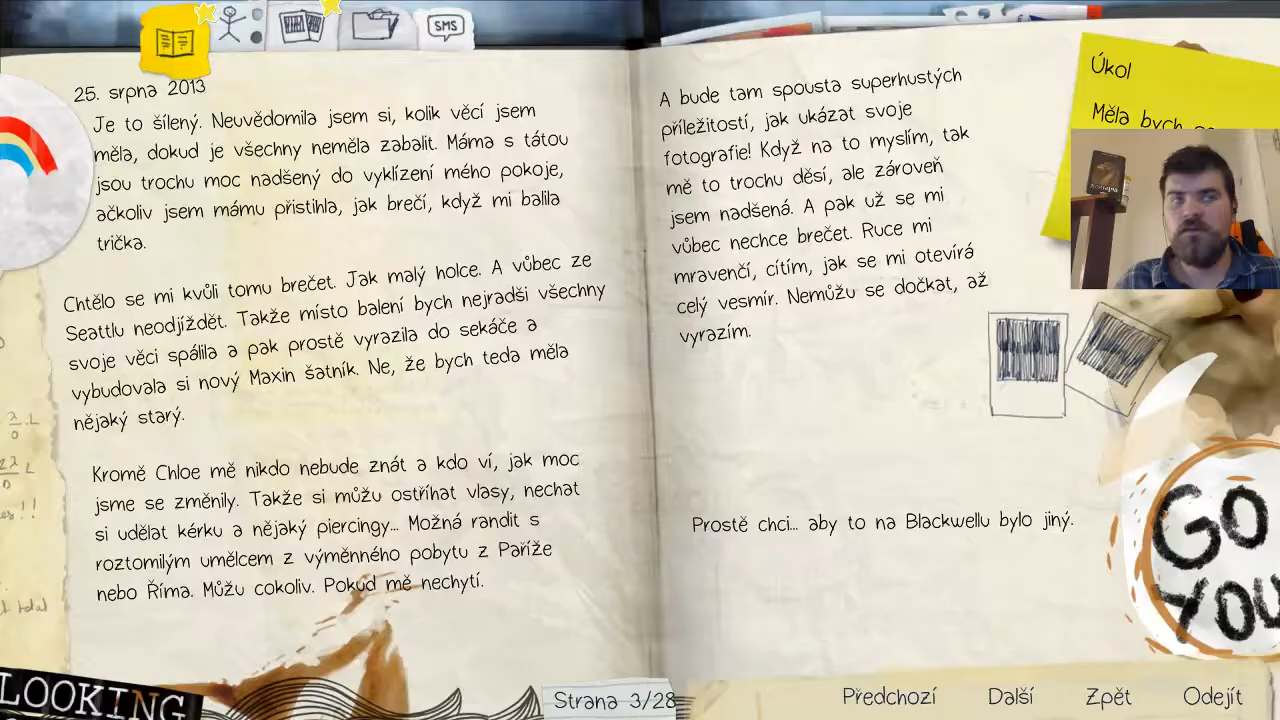 SMS
25. srpna 2013
Je to šílený. Neuvědomila jsem si, kolik věcí jsem
měla, dokud je všechny neměla zabalit. Máma s tátou
jsou trochu moc nadšený do vyklízení mého pokoje,
ačkoliv jsem mámu přistihla, jak brečí, když mi balila
trička.
Chtělo se mi kvůli tomu brečet. Jak malý holce. A vůbec ze
Seattlu neodjíždět. Takže místo balení bych nejradši všechny
svoje věci spálila a pak prostě vyrazila do sekáče a
vybudovala si nový Maxin šatník. Ne, že bych teda měla
nějaký starý.
Kromě Chloe mě nikdo nebude znát a kdo ví, jak moc
jsme se změnily. Takže si můžu ostříhat vlasy, nechat
si udělat kérku a nějaký piercingy... Možná randit s
roztomilým umělcem z výměnného pobytu z Paříže
nebo Říma. Můžu cokoliv. Pokud mě nechytí.
A bude tam spousta superhustých
příležitostí, jak ukázat svoje
fotografie! Když na to myslím, tak
mě to trochu děsí, ale zároveň
jsem nadšená. A pak už se mi
vůbec nechce brečet. Ruce mi
mravenčí, cítím, jak se mi otevírá
celý vesmír. Nemůžu se dočkat, až
vyrazím.
Prostě chci... aby to na Blackwellu bylo jiný.
Úkol
Měla bych
GO
YOU
LOOKING
Strana 3/28
Předchozí Další Zpět Odejít